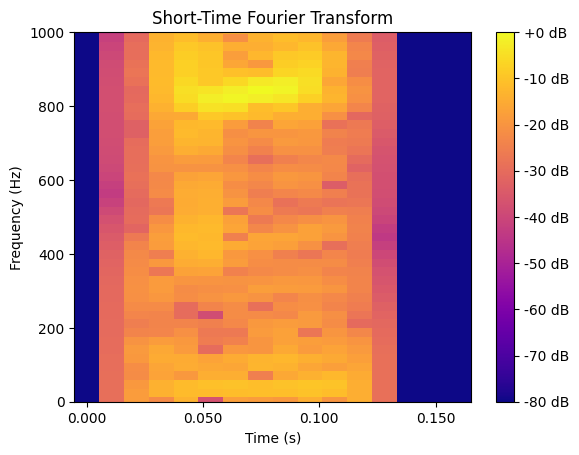 Short-Time Fourier Transform
1000
800
600
400
200
0
Frequency (Hz)
0.000
0.050
0.100
0.150
Time (s)
+0 dB
-10 dB
-20 dB
-30 dB
-40 dB
-50 dB
-60 dB
-70 dB
-80 dB